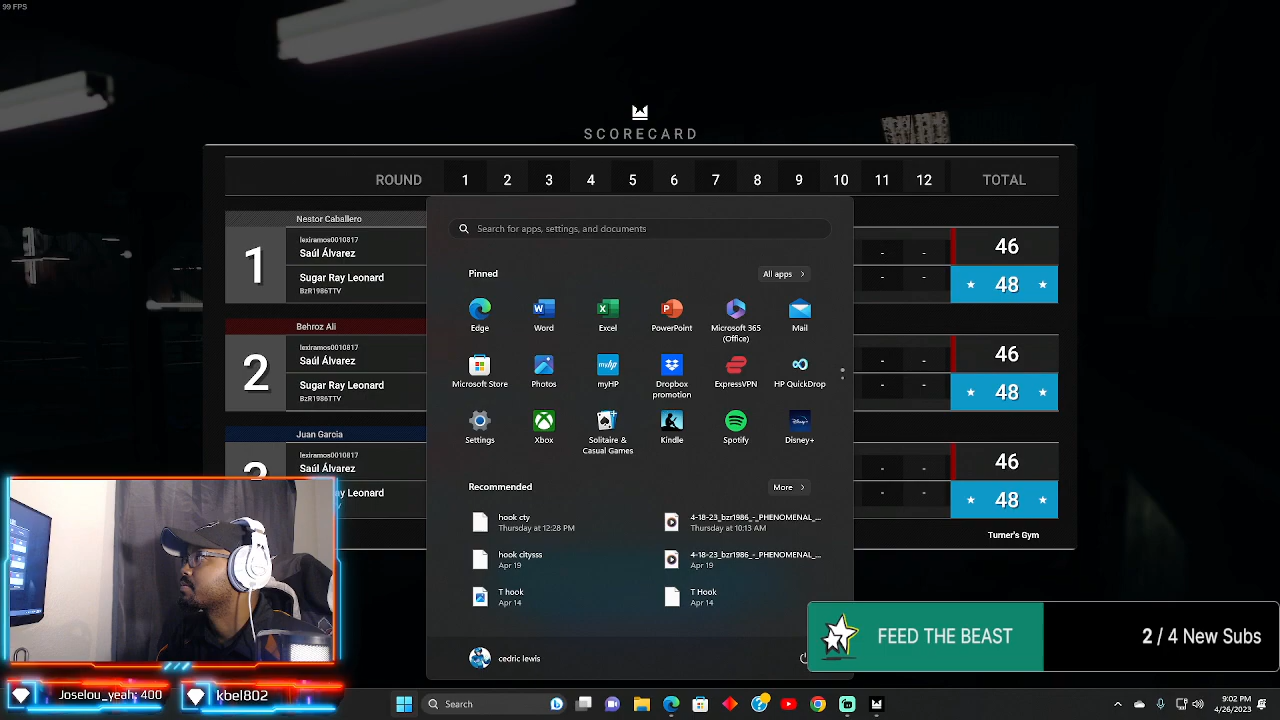 99 FPS
SCORECARD
ROUND 1 2 3 4 5 6 7 8 9 10 11 12 TOTAL
Nestor Caballero
1
lexiramos0010817
Saúl Álvarez
- - 46
Sugar Ray Leonard
BzR1986TTV
- - 48
Behroz Ali
2
lexiramos0010817
Saúl Álvarez
- - 46
Sugar Ray Leonard
BzR1986TTV
- - 48
Juan Garcia
3
lexiramos0010817
Saúl Álvarez
- - 46
Ray Leonard
- - 48
Turner's Gym
Search for apps, settings, and documents
Pinned
All apps >
Edge Word Excel PowerPoint Microsoft 365 (Office) Mail
Microsoft Store Photos myHP Dropbox promotion ExpressVPN HP QuickDrop
Settings Xbox Solitaire & Casual Games Kindle Spotify Disney+
Recommended
More >
hook cty
Thursday at 12:28 PM
4-18-23_bzr1986_-_PHENOMENAL_...
Thursday at 10:13 AM
hook citysss
Apr 19
4-18-23_bzr1986_-_PHENOMENAL_...
Apr 19
T hook
Apr 14
T Hook
Apr 14
cedric lewis
FEED THE BEAST
2 / 4 New Subs
Joselou_yeah: 400
kbel802
Search
9:02 PM
4/26/2023